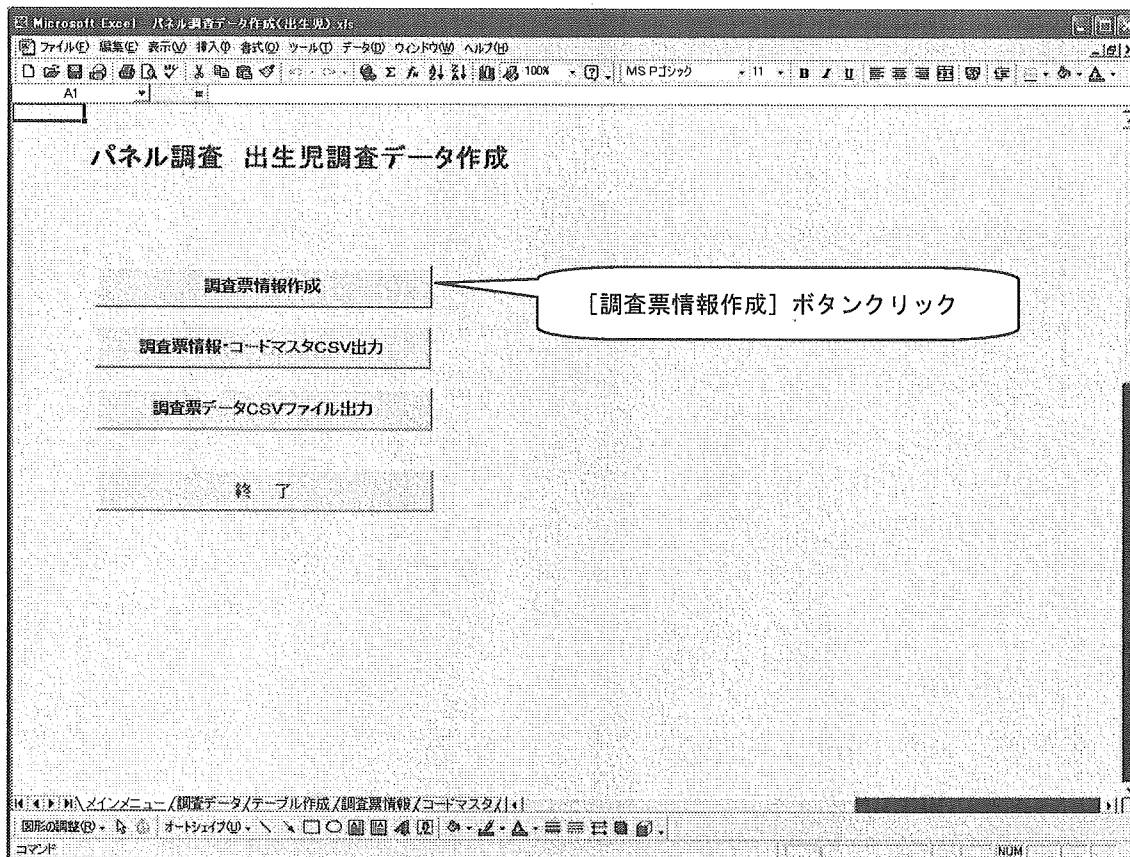 Microsoft Excel - パネル調査データ作成(出生児).xls
ファイル(F) 編集(E) 表示(V) 挿入(I) 書式(O) ツール(T) データ(D) ウィンドウ(W) ヘルプ(H)
100% MS Pゴシック 11 B I U
A1 =
パネル調査 出生児調査データ作成
調査票情報作成
[調査票情報作成] ボタンクリック
調査票情報・コードマスタCSV出力
調査票データCSVファイル出力
終 了
メインメニュー/調査データ/テーブル作成/調査票情報/コードマスタ/
図形の調整(R) オートシェイプ(U)
コマンド NUM